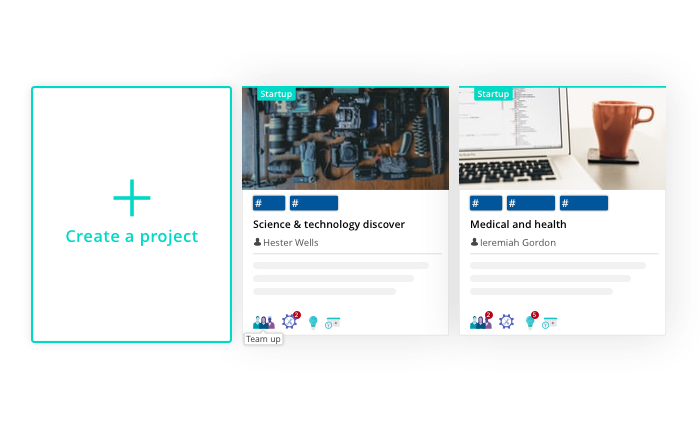 Create a project
Startup
# #
Science & technology discover
Hester Wells
2
Team up
Startup
# # #
Medical and health
Ieremiah Gordon
2 5